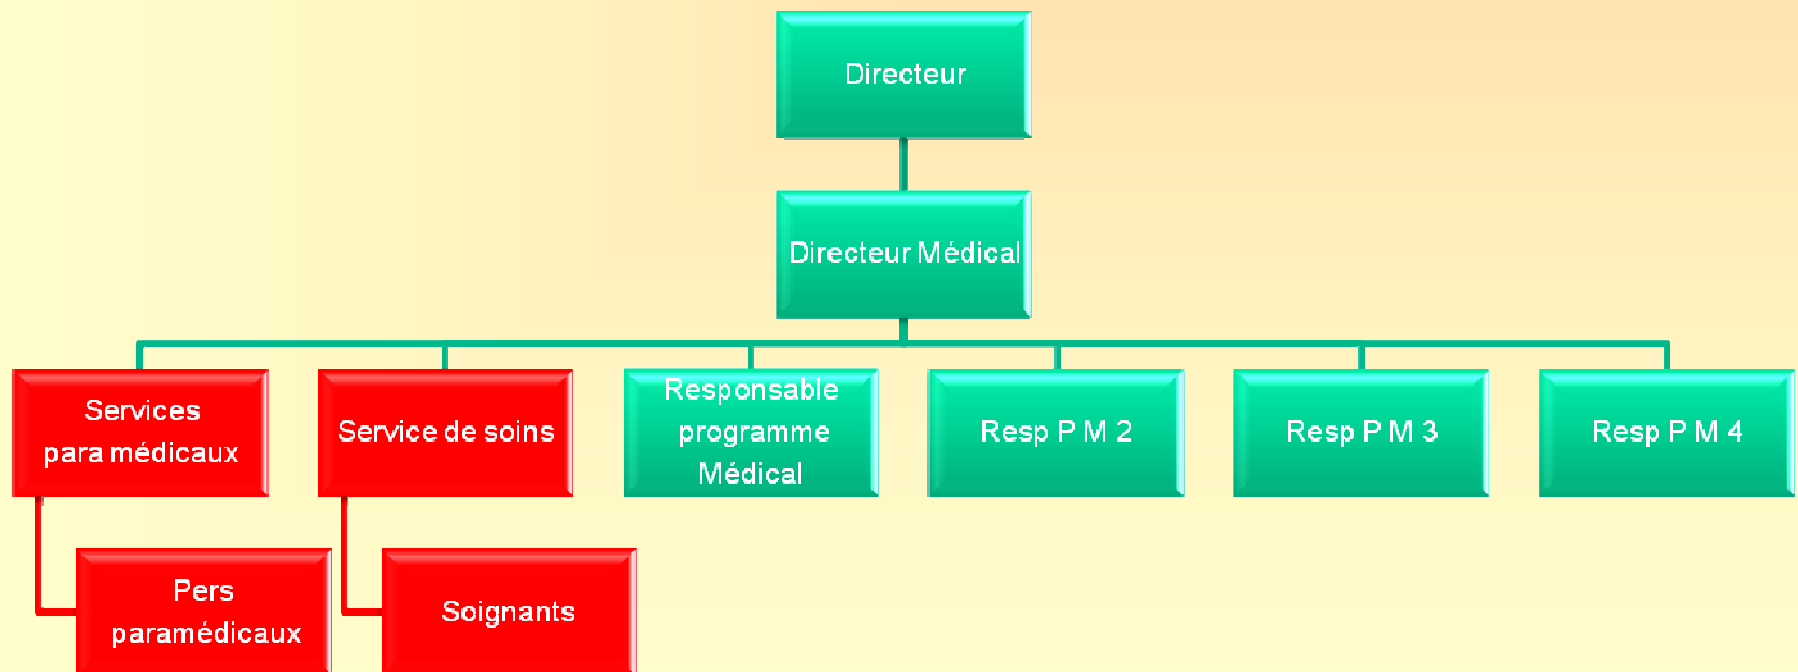 Directeur
Directeur Médical
Services
para médicaux
Service de soins
Responsable
programme
Médical
Resp P M 2
Resp P M 3
Resp P M 4
Pers
paramédicaux
Soignants